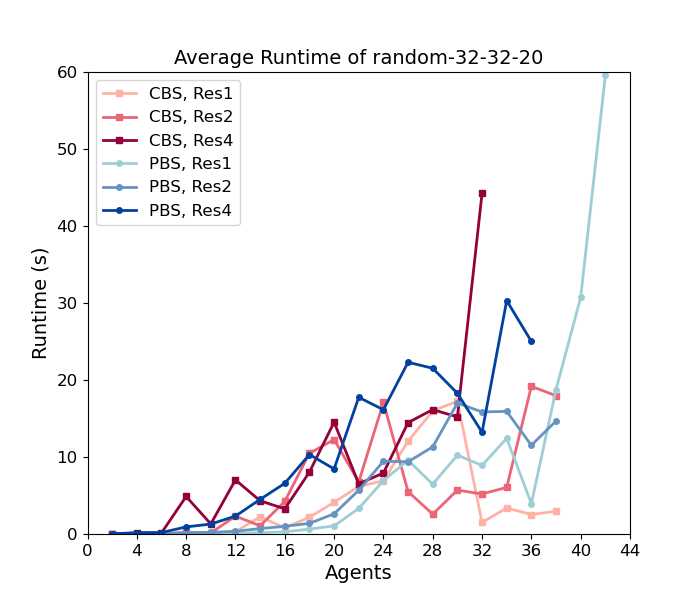 Average Runtime of random-32-32-20
60
50
40
30
20
10
0
Runtime (s)
CBS, Res1
CBS, Res2
CBS, Res4
PBS, Res1
PBS, Res2
PBS, Res4
0 4 8 12 16 20 24 28 32 36 40 44
Agents